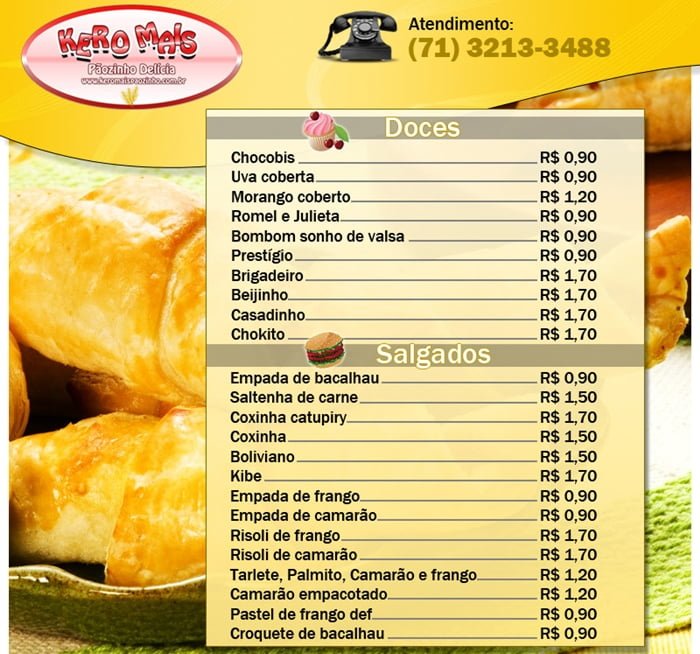 KeRo Mais
Pãozinho Delícia
www.keromaispaozinho.com.br
Atendimento:
(71) 3213-3488
Doces
Chocobis R$ 0,90
Uva coberta R$ 0,90
Morango coberto R$ 1,20
Romel e Julieta R$ 0,90
Bombom sonho de valsa R$ 0,90
Prestígio R$ 0,90
Brigadeiro R$ 1,70
Beijinho R$ 1,70
Casadinho R$ 1,70
Chokito R$ 1,70
Salgados
Empada de bacalhau R$ 0,90
Saltenha de carne R$ 1,50
Coxinha catupiry R$ 1,70
Coxinha R$ 1,50
Boliviano R$ 1,50
Kibe R$ 1,70
Empada de frango R$ 0,90
Empada de camarão R$ 0,90
Risoli de frango R$ 1,70
Risoli de camarão R$ 1,70
Tarlete, Palmito, Camarão e frango R$ 1,20
Camarão empacotado R$ 1,20
Pastel de frango def R$ 0,90
Croquete de bacalhau R$ 0,90